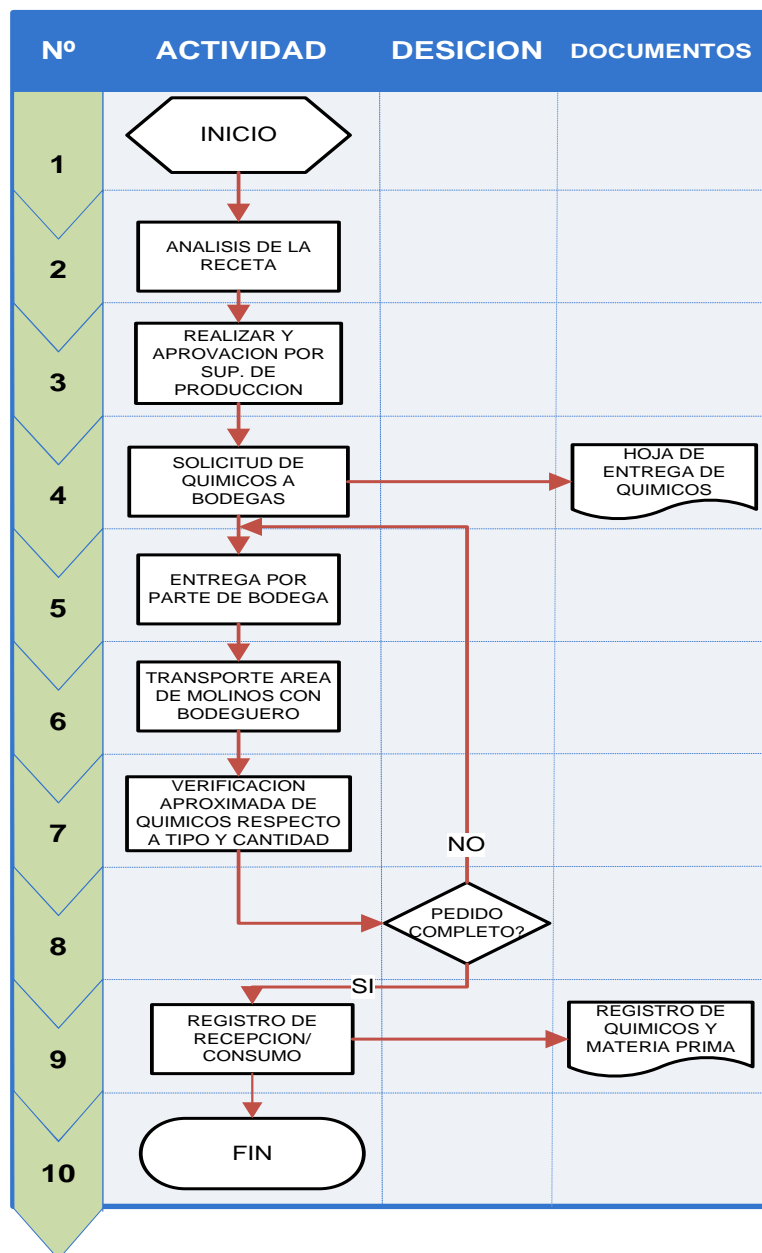 Nº ACTIVIDAD DESICION DOCUMENTOS
1
INICIO
2
ANALISIS DE LA
RECETA
3
REALIZAR Y
APROVACION POR
SUP. DE
PRODUCCION
4
SOLICITUD DE
QUIMICOS A
BODEGAS
HOJA DE
ENTREGA DE
QUIMICOS
5
ENTREGA POR
PARTE DE BODEGA
6
TRANSPORTE AREA
DE MOLINOS CON
BODEGUERO
7
VERIFICACION
APROXIMADA DE
QUIMICOS RESPECTO
A TIPO Y CANTIDAD
NO
8
PEDIDO
COMPLETO?
SI
9
REGISTRO DE
RECEPCION/
CONSUMO
REGISTRO DE
QUIMICOS Y
MATERIA PRIMA
10
FIN